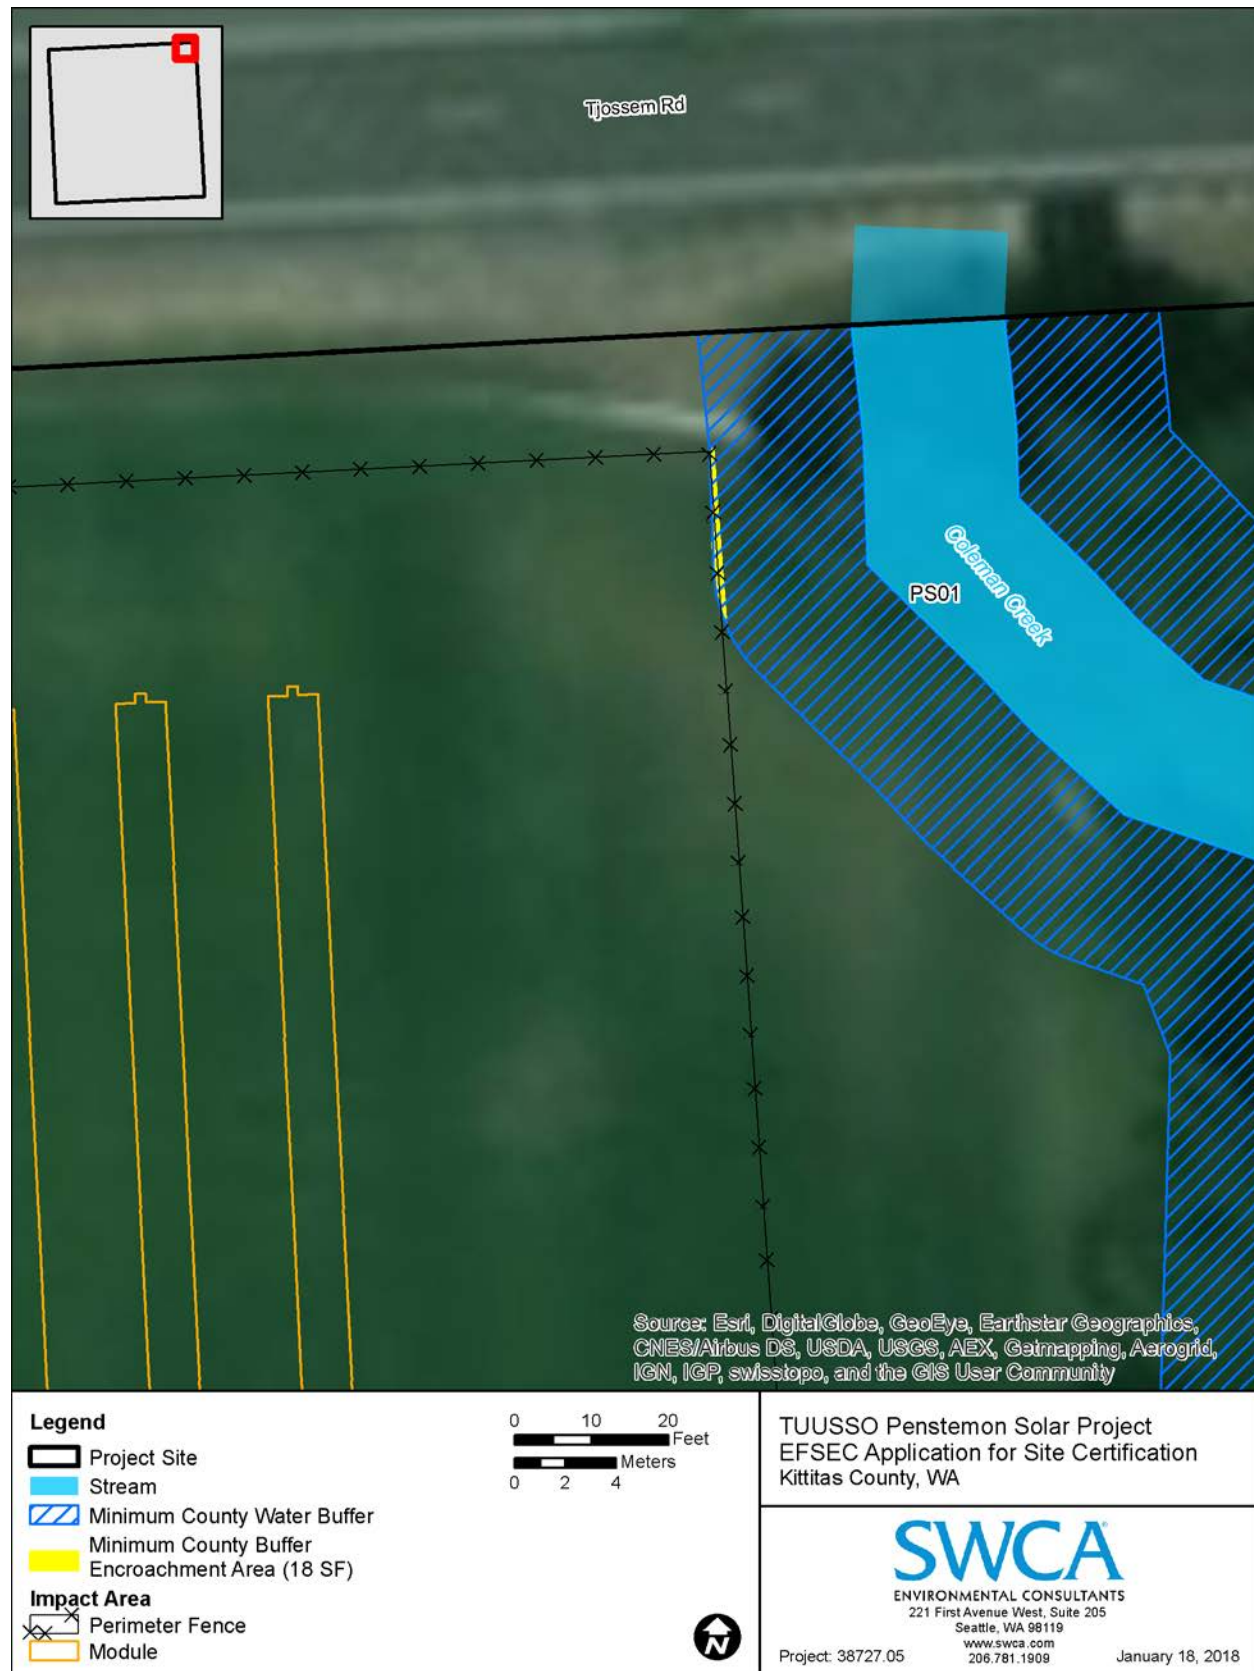 Tjossem Rd
Coleman Creek
PS01
Source: Esri, DigitalGlobe, GeoEye, Earthstar Geographics,
CNES/Airbus DS, USDA, USGS, AEX, Getmapping, Aerogrid,
IGN, IGP, swisstopo, and the GIS User Community
Legend
Project Site
Stream
Minimum County Water Buffer
Minimum County Buffer
Encroachment Area (18 SF)
Impact Area
Perimeter Fence
Module
0 10 20
Feet
Meters
0 2 4
N
TUUSSO Penstemon Solar Project
EFSEC Application for Site Certification
Kittitas County, WA
SWCA
ENVIRONMENTAL CONSULTANTS
221 First Avenue West, Suite 205
Seattle, WA 98119
www.swca.com
206.781.1909
Project: 38727.05
January 18, 2018